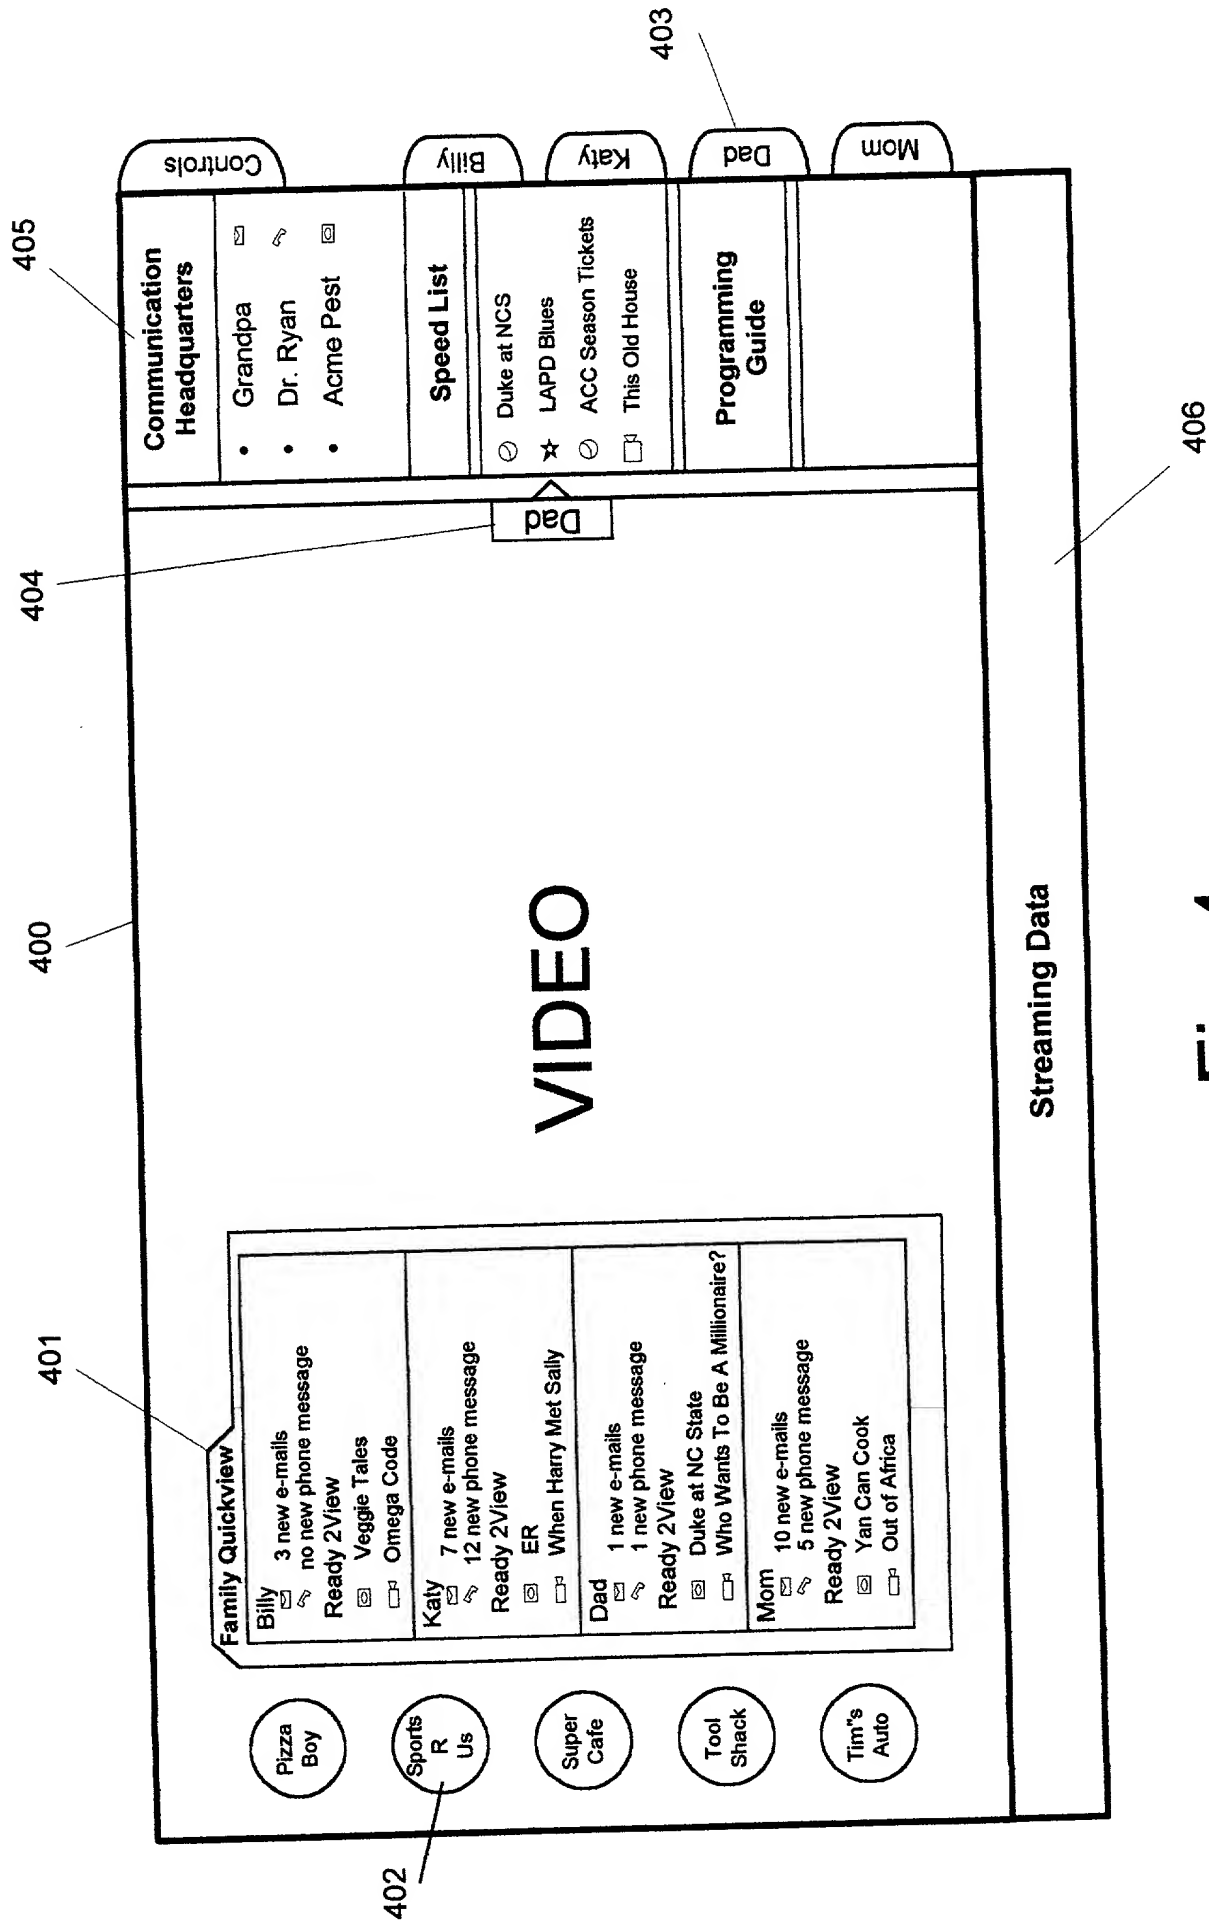 400
404
405
401
Communication
Headquarters
• Grandpa
• Dr. Ryan
• Acme Pest
Controls
Family Quickview
Billy
3 new e-mails
no new phone message
Ready 2View
Veggie Tales
Omega Code
Katy
7 new e-mails
12 new phone message
Ready 2View
ER
When Harry Met Sally
Dad
1 new e-mails
1 new phone message
Ready 2View
Duke at NC State
Who Wants To Be A Millionaire?
Mom
10 new e-mails
5 new phone message
Ready 2View
Yan Can Cook
Out of Africa
Pizza
Boy
Sports
R
Us
Super
Cafe
Tool
Shack
Tim"s
Auto
402
VIDEO
Dad
Speed List
Duke at NCS
LAPD Blues
ACC Season Tickets
This Old House
Programming
Guide
Billy
Katy
Dad
Mom
403
Streaming Data
406